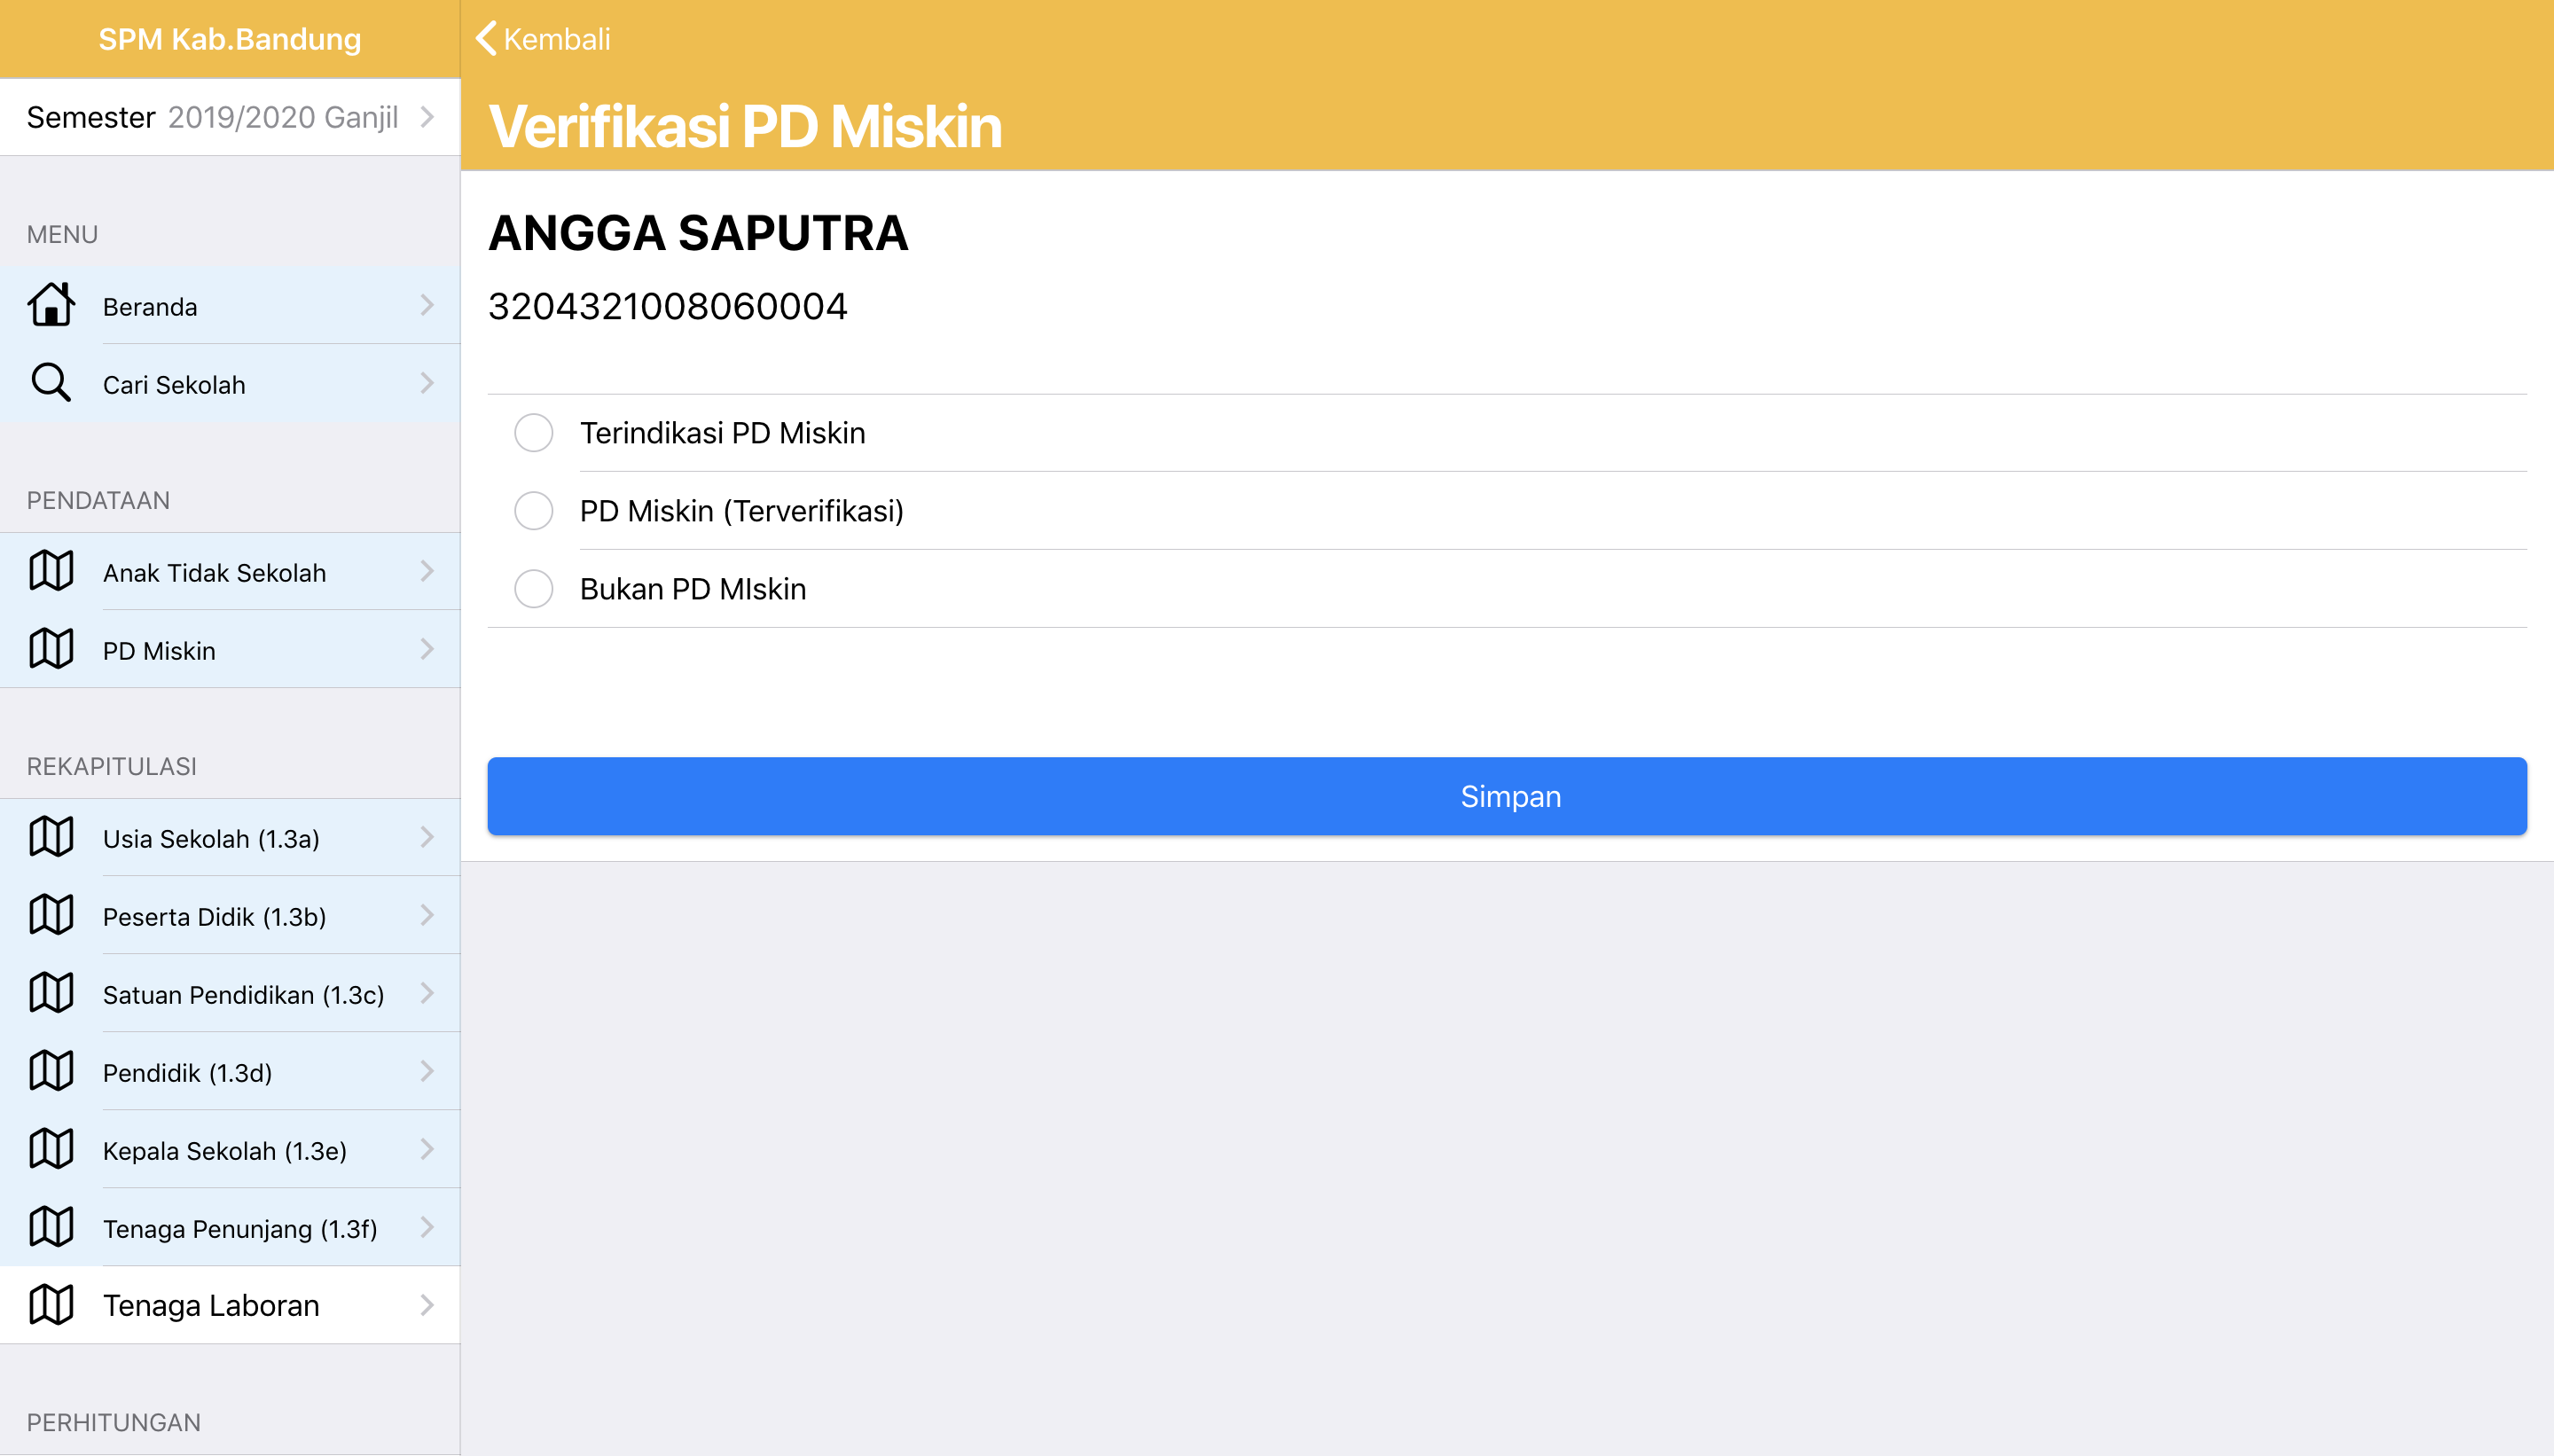 SPM Kab.Bandung
Semester 2019/2020 Ganjil
MENU
Beranda
Cari Sekolah
PENDATAAN
Anak Tidak Sekolah
PD Miskin
REKAPITULASI
Usia Sekolah (1.3a)
Peserta Didik (1.3b)
Satuan Pendidikan (1.3c)
Pendidik (1.3d)
Kepala Sekolah (1.3e)
Tenaga Penunjang (1.3f)
Tenaga Laboran
PERHITUNGAN
Kembali
Verifikasi PD Miskin
ANGGA SAPUTRA
3204321008060004
Terindikasi PD Miskin
PD Miskin (Terverifikasi)
Bukan PD MIskin
Simpan